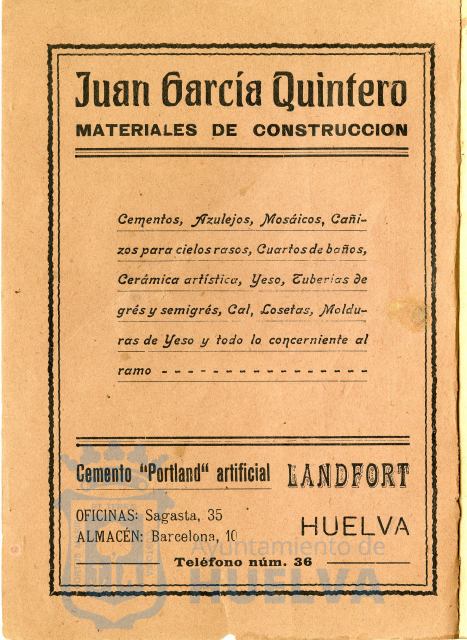 Juan García Quintero
MATERIALES DE CONSTRUCCION
Cementos, Azulejos, Mosáicos, Cañi-
zos para cielos rasos, Cuartos de baños,
Cerámica artística, Yeso, Tuberías de
grés y semigrés, Cal, Losetas, Moldu-
ras de Yeso y todo lo concerniente al
ramo - - - - - - - - - - - - - - - -
Cemento "Portland" artificial LANDFORT
OFICINAS: Sagasta, 35
HUELVA
ALMACÉN: Barcelona, 10
Ayuntamiento de
Teléfono núm. 36
HUELVA